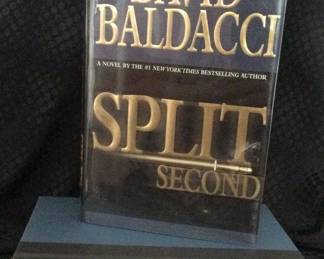 DAVID
BALDACCI
A NOVEL BY THE #1 NEW YORK TIMES BESTSELLING AUTHOR
SPLIT
SECOND